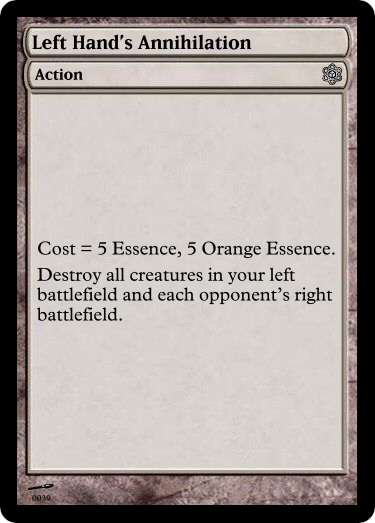 Left Hand's Annihilation
Action
Cost = 5 Essence, 5 Orange Essence.
Destroy all creatures in your left
battlefield and each opponent's right
battlefield.
0039